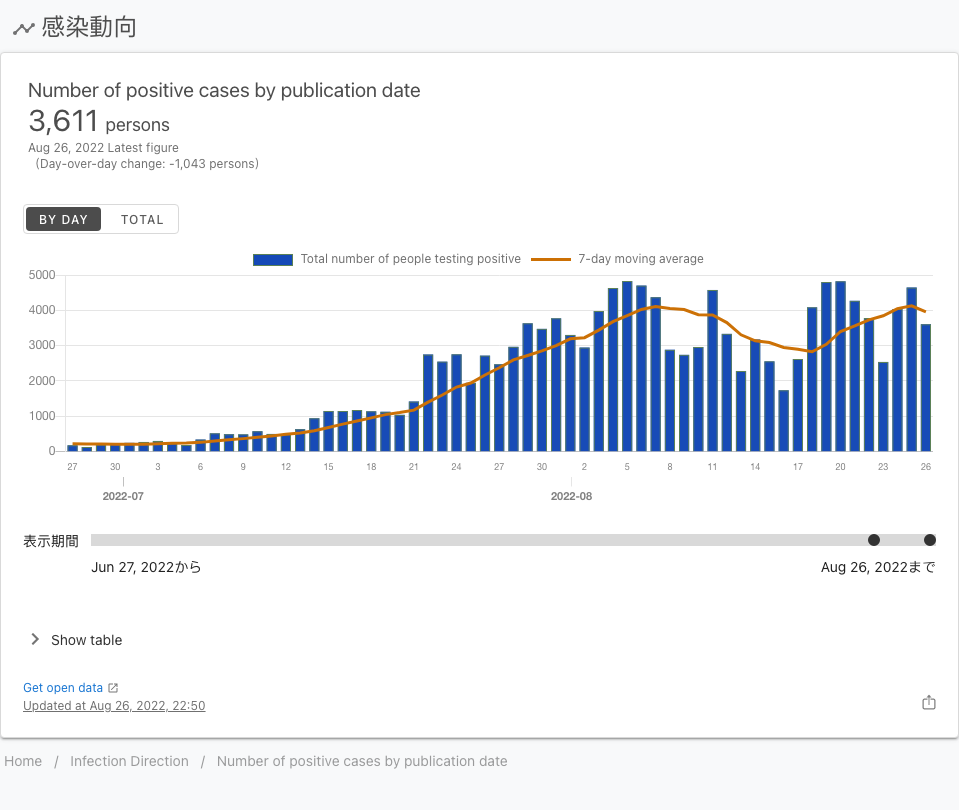 感染動向
Number of positive cases by publication date
3,611 persons
Aug 26, 2022 Latest figure
（Day-over-day change: -1,043 persons)
BY DAY TOTAL
Total number of people testing positive 7-day moving average
5000
4000
3000
2000
1000
0
27 30 3 6 9 12 15 18 21 24 27 30 2 5 8 11 14 17 20 23 26
2022-07 2022-08
表示期間
Jun 27, 2022から Aug 26, 2022まで
Show table
Get open data
Updated at Aug 26, 2022, 22:50
Home / Infection Direction / Number of positive cases by publication date